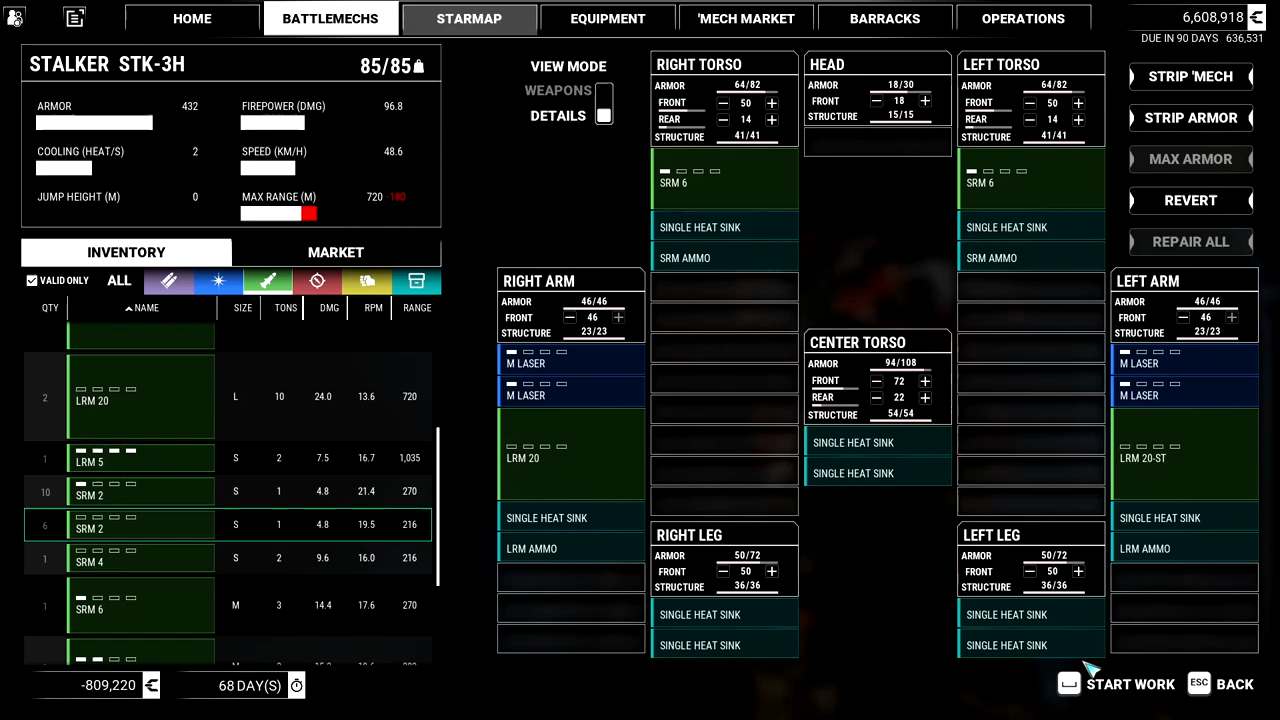 HOME
BATTLEMECHS
STARMAP
EQUIPMENT
'MECH MARKET
BARRACKS
OPERATIONS
6,608,918
DUE IN 90 DAYS 636,531
STALKER STK-3H
85/85
ARMOR 432
FIREPOWER (DMG) 96.8
COOLING (HEAT/S) 2
SPEED (KM/H) 48.6
JUMP HEIGHT (M) 0
MAX RANGE (M) 720 -180
VIEW MODE
WEAPONS
DETAILS
INVENTORY
MARKET
VALID ONLY
ALL
QTY NAME SIZE TONS DMG RPM RANGE
2 LRM 20 L 10 24.0 13.6 720
1 LRM 5 S 2 7.5 16.7 1,035
10 SRM 2 S 1 4.8 21.4 270
6 SRM 2 S 1 4.8 19.5 216
1 SRM 4 S 2 9.6 16.0 216
1 SRM 6 M 3 14.4 17.6 270
-809,220
68 DAY(S)
RIGHT TORSO
ARMOR 64/82
FRONT 50
REAR 14
STRUCTURE 41/41
SRM 6
SINGLE HEAT SINK
SRM AMMO
HEAD
ARMOR 18/30
FRONT 18
STRUCTURE 15/15
LEFT TORSO
ARMOR 64/82
FRONT 50
REAR 14
STRUCTURE 41/41
SRM 6
SINGLE HEAT SINK
SRM AMMO
RIGHT ARM
ARMOR 46/46
FRONT 46
STRUCTURE 23/23
M LASER
M LASER
LRM 20
SINGLE HEAT SINK
LRM AMMO
CENTER TORSO
ARMOR 94/108
FRONT 72
REAR 22
STRUCTURE 54/54
SINGLE HEAT SINK
SINGLE HEAT SINK
LEFT ARM
ARMOR 46/46
FRONT 46
STRUCTURE 23/23
M LASER
M LASER
LRM 20-ST
SINGLE HEAT SINK
LRM AMMO
RIGHT LEG
ARMOR 50/72
FRONT 50
STRUCTURE 36/36
SINGLE HEAT SINK
SINGLE HEAT SINK
LEFT LEG
ARMOR 50/72
FRONT 50
STRUCTURE 36/36
SINGLE HEAT SINK
SINGLE HEAT SINK
STRIP 'MECH
STRIP ARMOR
MAX ARMOR
REVERT
REPAIR ALL
START WORK
ESC BACK